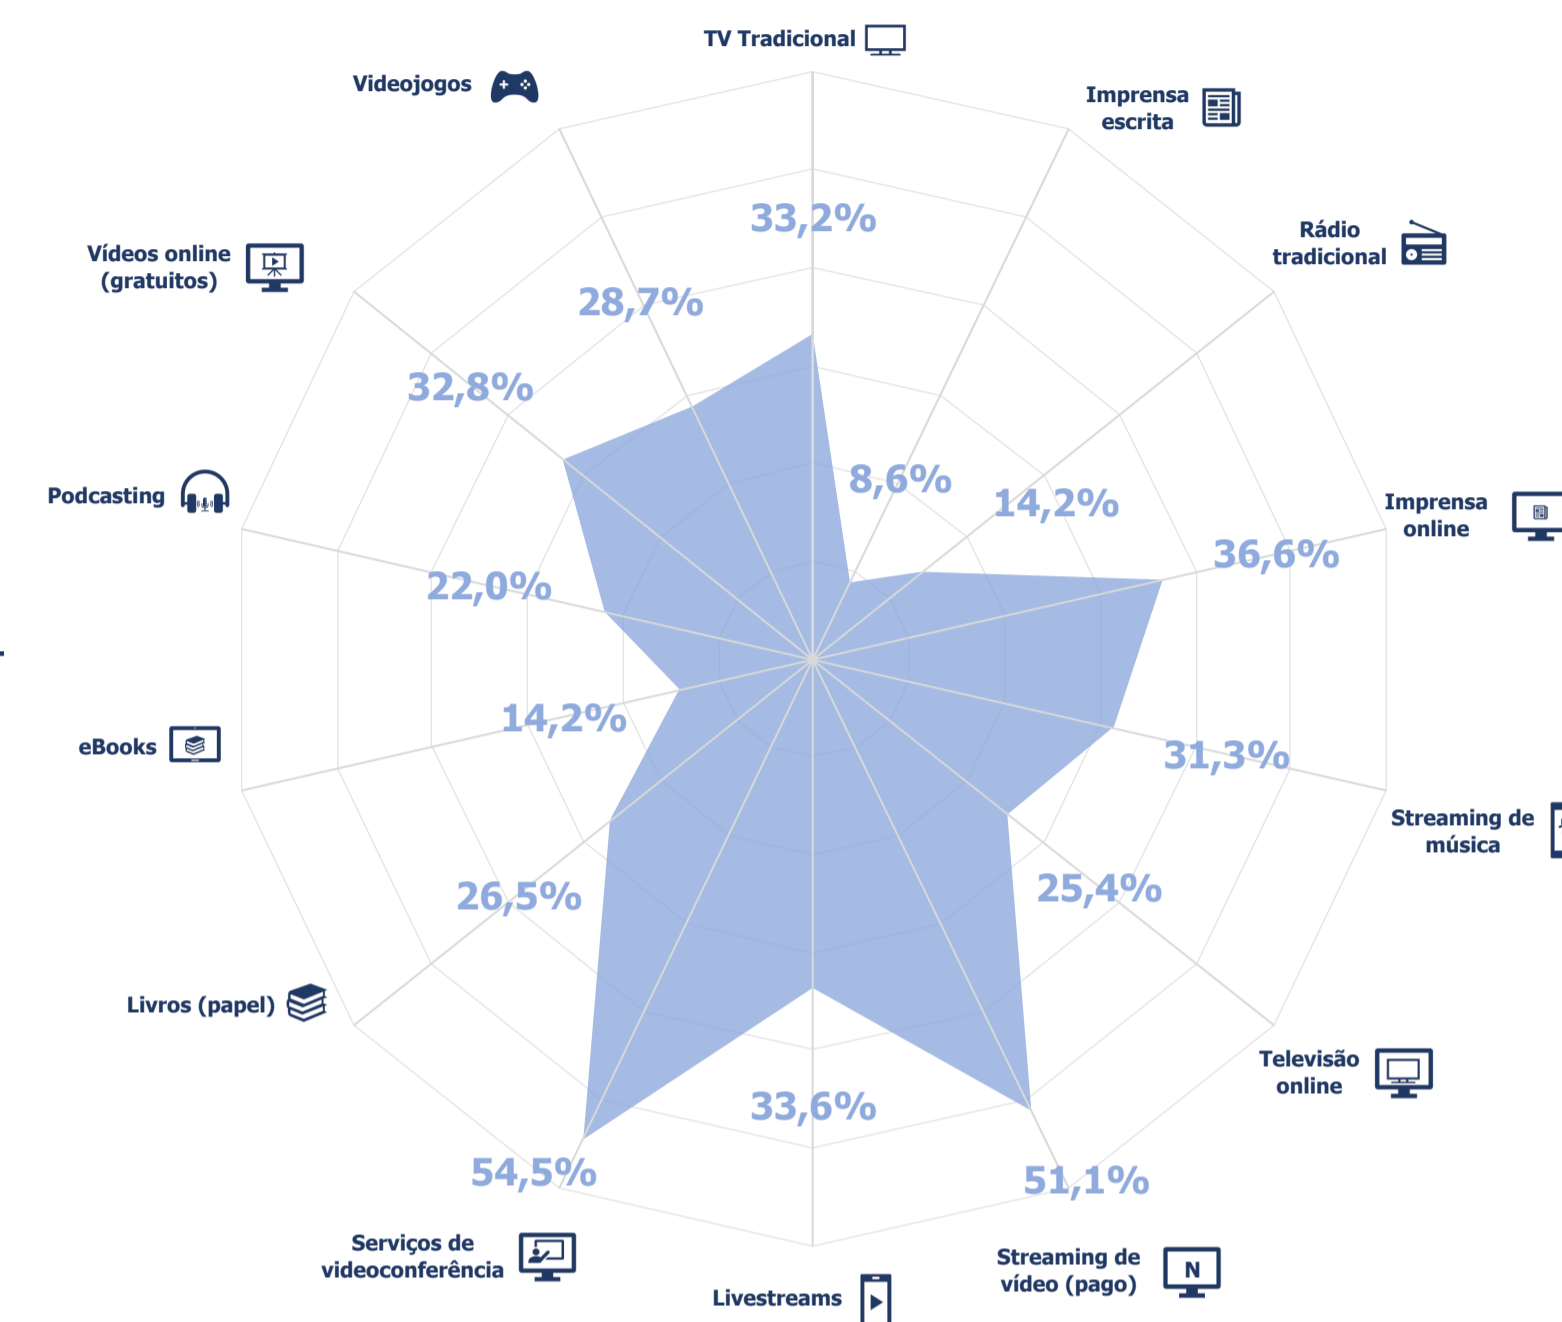 TV Tradicional
Videojogos
Imprensa
escrita
33,2%
Rádio
tradicional
Vídeos online
(gratuitos)
28,7%
32,8%
8,6%
14,2%
Podcasting
Imprensa
online
36,6%
22,0%
14,2%
eBooks
31,3%
Streaming de
música
25,4%
26,5%
Livros (papel)
Televisão
online
33,6%
54,5%
51,1%
Serviços de
videoconferência
Streaming de
vídeo (pago)
N
Livestreams